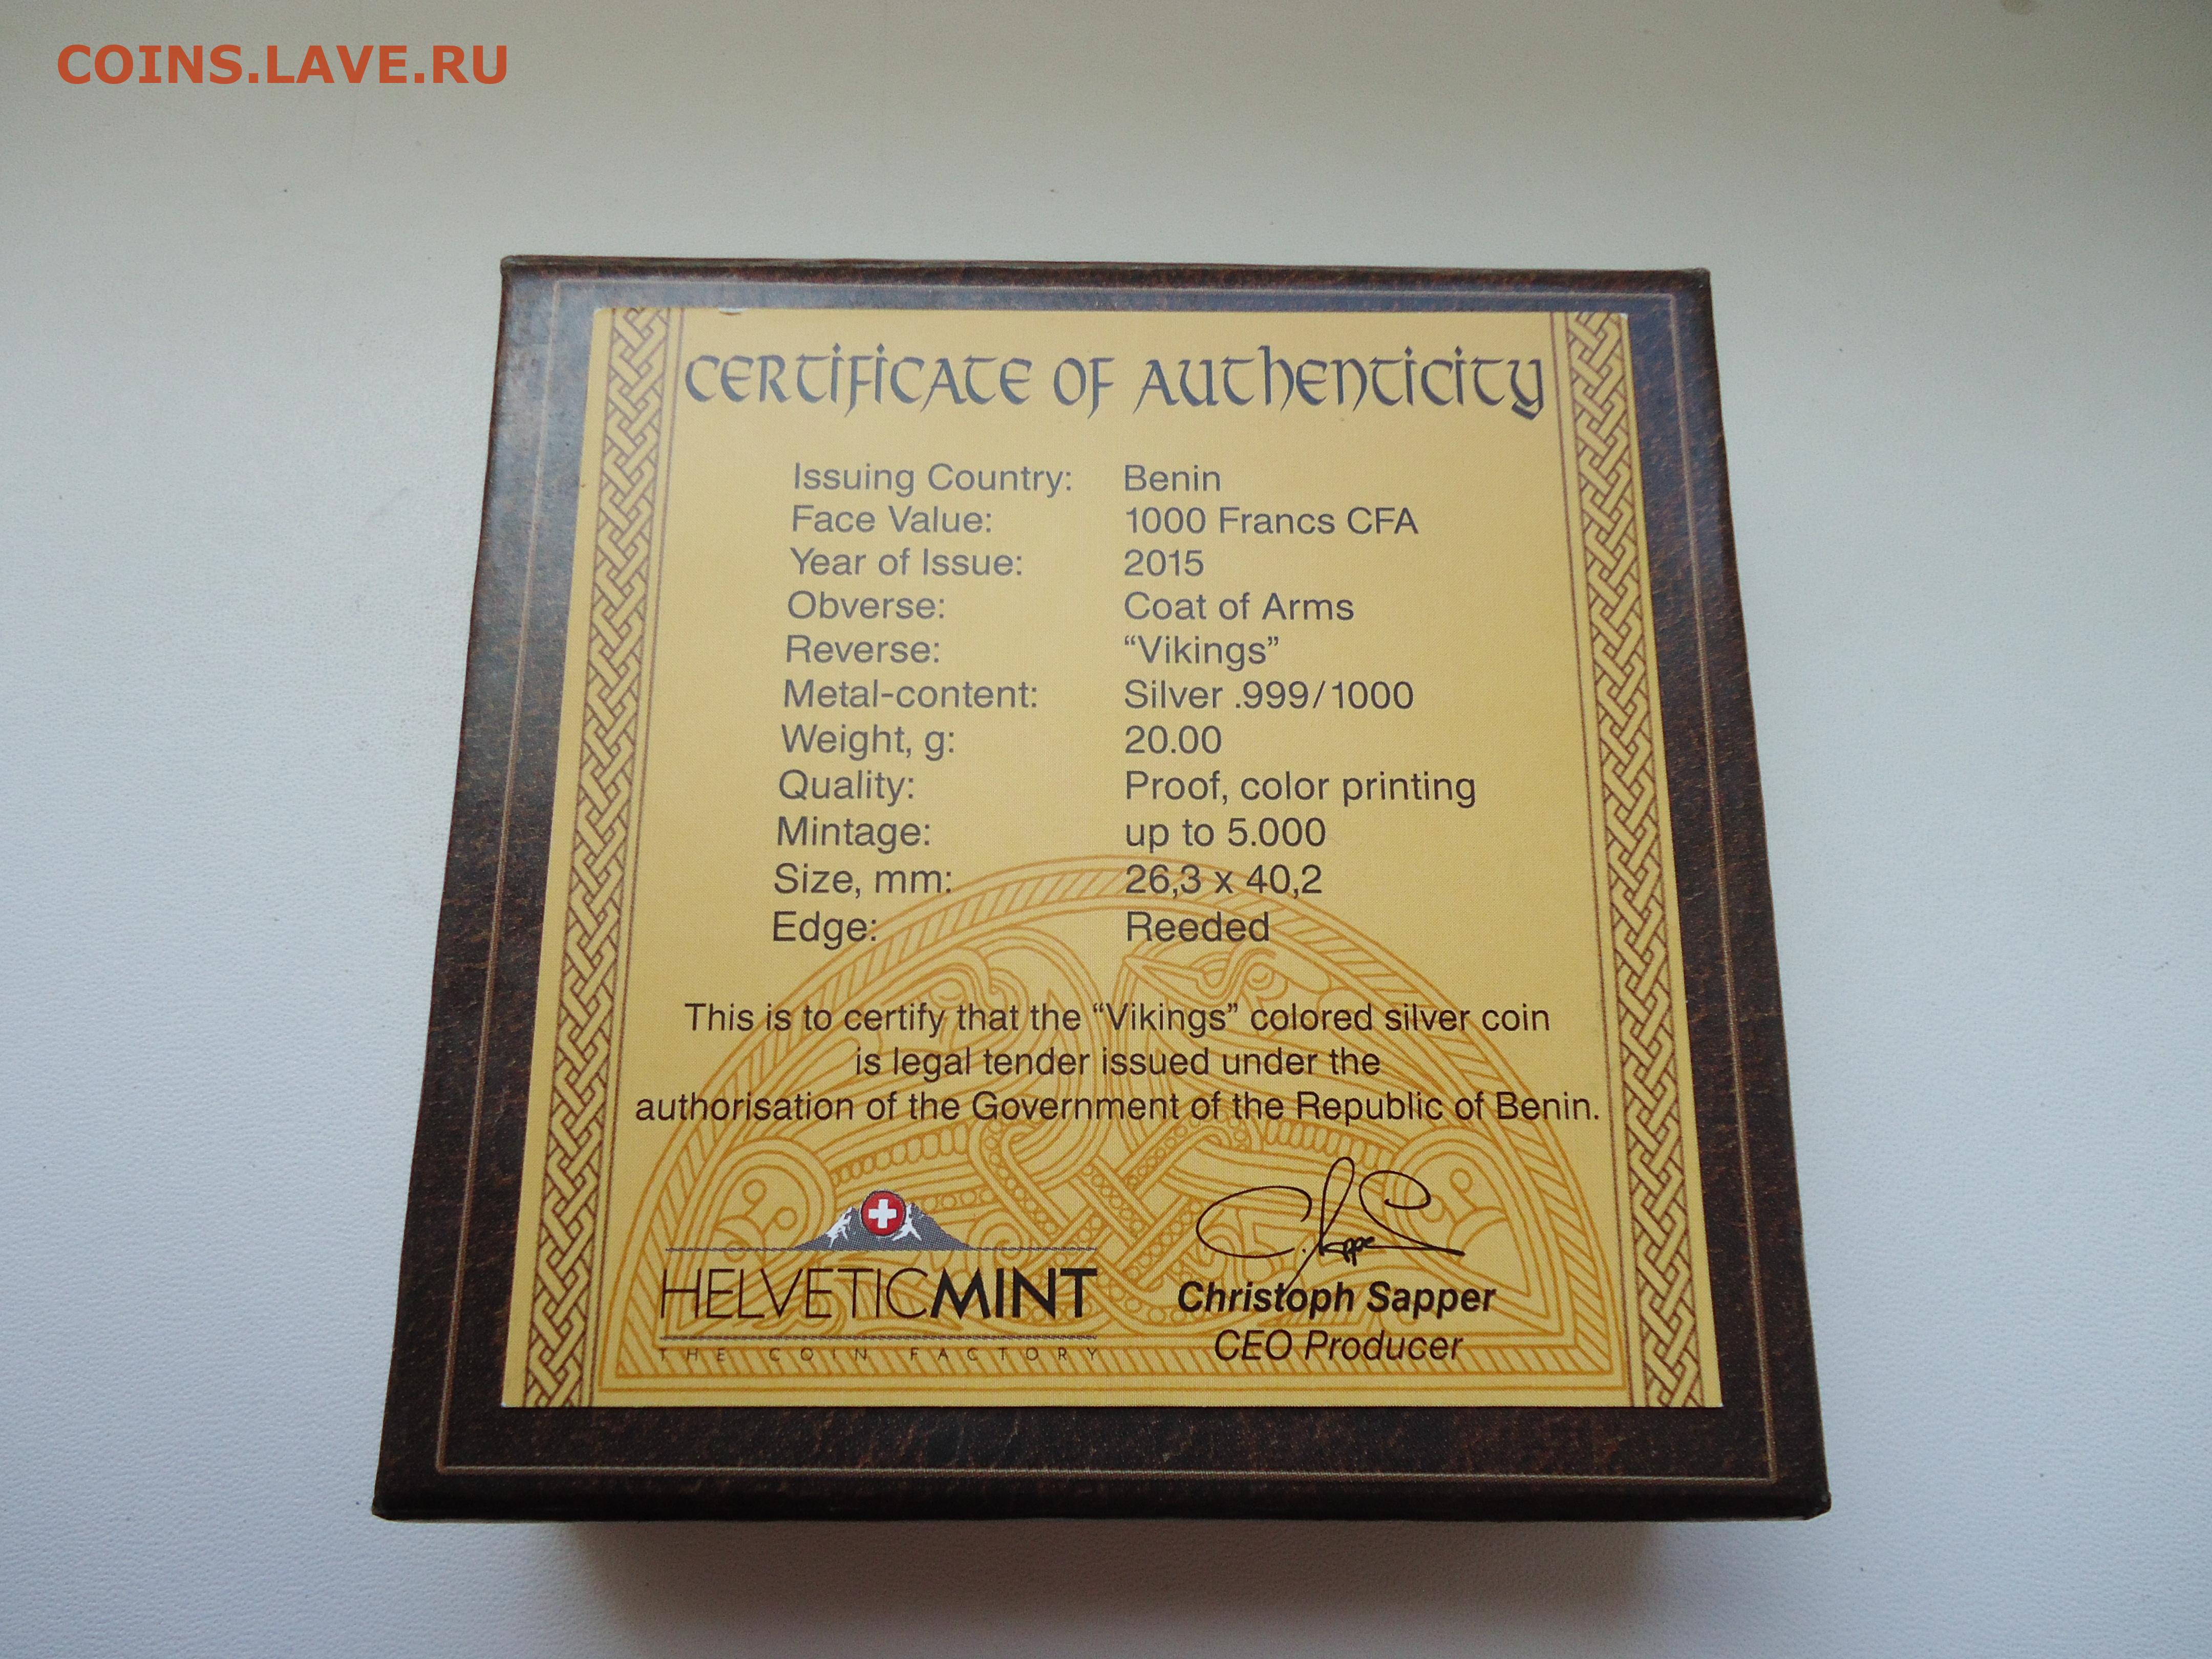 COINS.LAVE.RU
CERTIFICATE OF AUTHENTICITY
Issuing Country: Benin
Face Value: 1000 Francs CFA
Year of Issue: 2015
Obverse: Coat of Arms
Reverse: “Vikings”
Metal-content: Silver .999/1000
Weight, g: 20.00
Quality: Proof, color printing
Mintage: up to 5.000
Size, mm: 26,3 x 40,2
Edge: Reeded
This is to certify that the “Vikings” colored silver coin
is legal tender issued under the
authorisation of the Government of the Republic of Benin.
C. Sapper
HELVETICMINT
THE COIN FACTORY
Christoph Sapper
CEO Producer